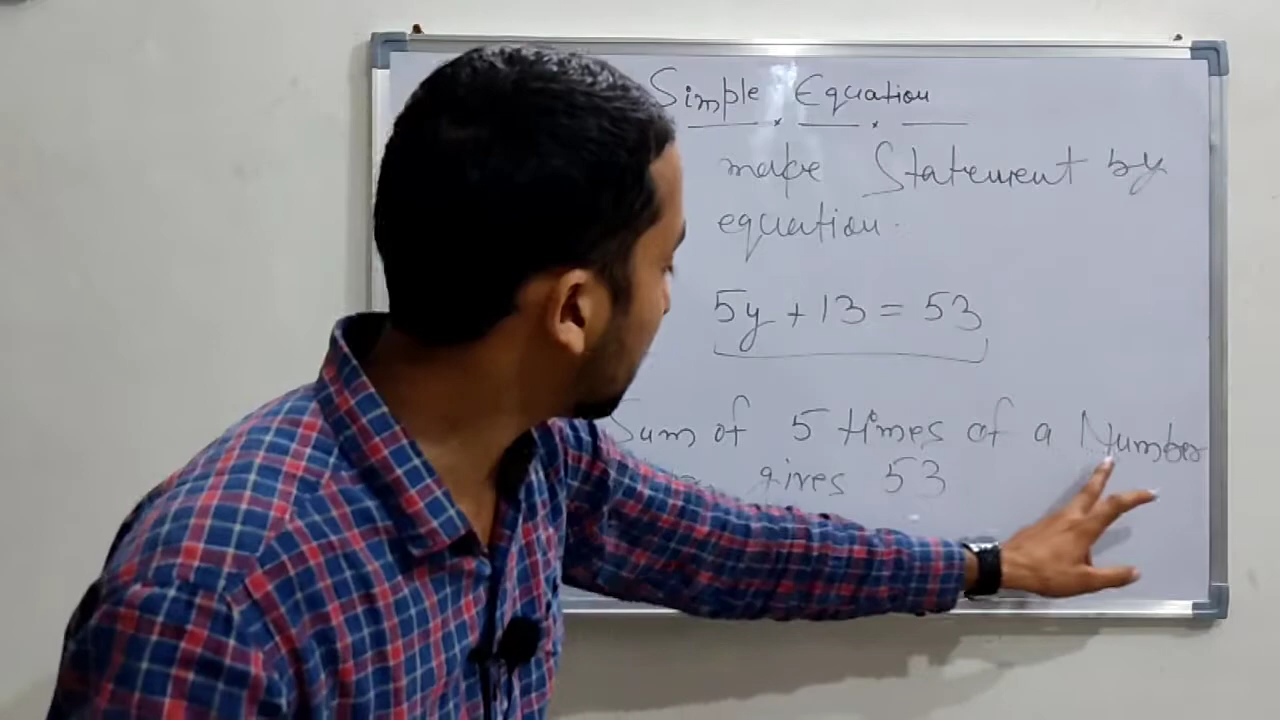 Simple Equation
make Statement by
equation.
5y + 13 = 53
Sum of 5 times of a Number
gives 53